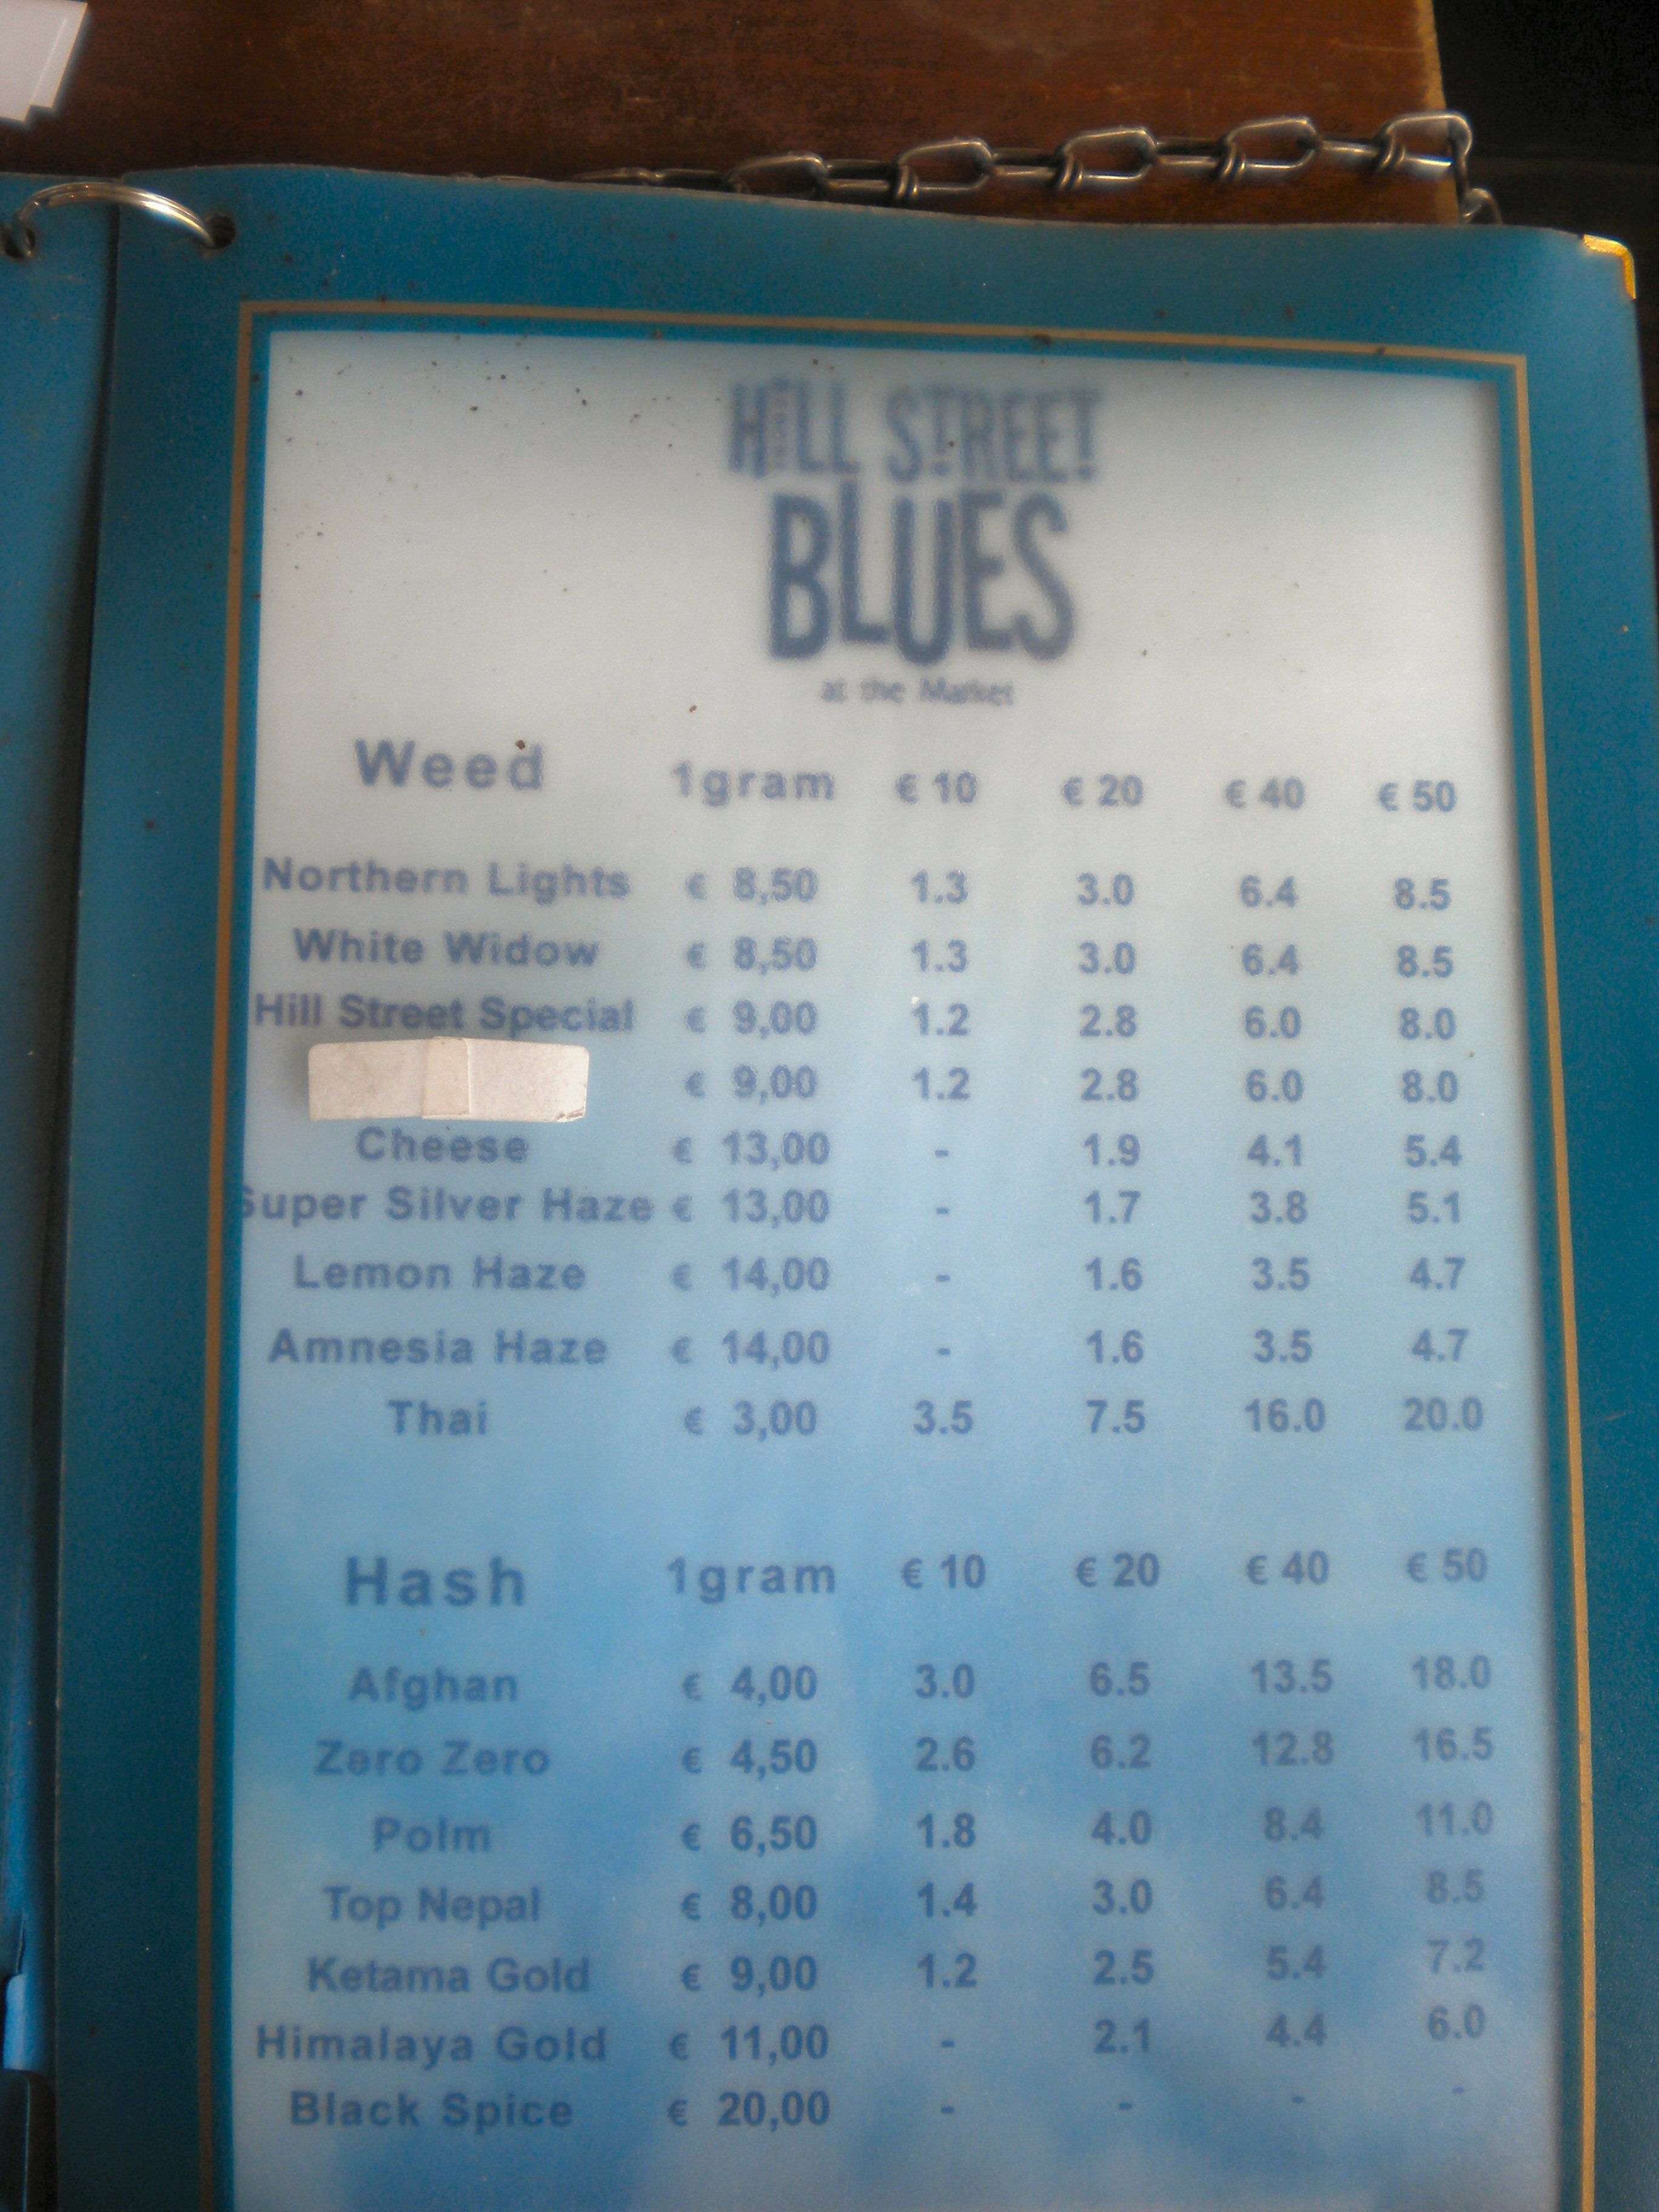 HILL STREET
BLUES
at the Market
Weed 1gram € 10 € 20 € 40 € 50
Northern Lights € 8,50 1.3 3.0 6.4 8.5
White Widow € 8,50 1.3 3.0 6.4 8.5
Hill Street Special € 9,00 1.2 2.8 6.0 8.0
€ 9,00 1.2 2.8 6.0 8.0
Cheese € 13,00 - 1.9 4.1 5.4
Super Silver Haze € 13,00 - 1.7 3.8 5.1
Lemon Haze € 14,00 - 1.6 3.5 4.7
Amnesia Haze € 14,00 - 1.6 3.5 4.7
Thai € 3,00 3.5 7.5 16.0 20.0
Hash 1gram € 10 € 20 € 40 € 50
Afghan € 4,00 3.0 6.5 13.5 18.0
Zero Zero € 4,50 2.6 6.2 12.8 16.5
Polm € 6,50 1.8 4.0 8.4 11.0
Top Nepal € 8,00 1.4 3.0 6.4 8.5
Ketama Gold € 9,00 1.2 2.5 5.4 7.2
Himalaya Gold € 11,00 - 2.1 4.4 6.0
Black Spice € 20,00 - - - -